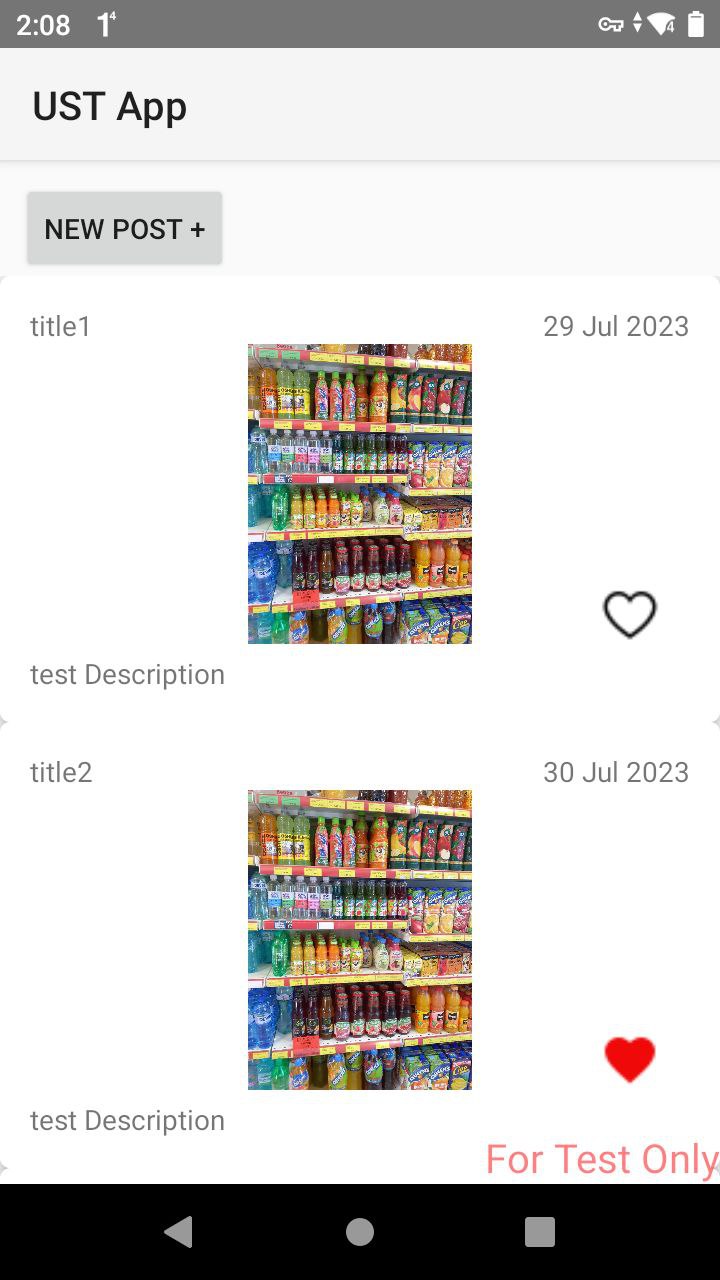 2:08
UST App
NEW POST +
title1
29 Jul 2023
test Description
title2
30 Jul 2023
test Description
For Test Only